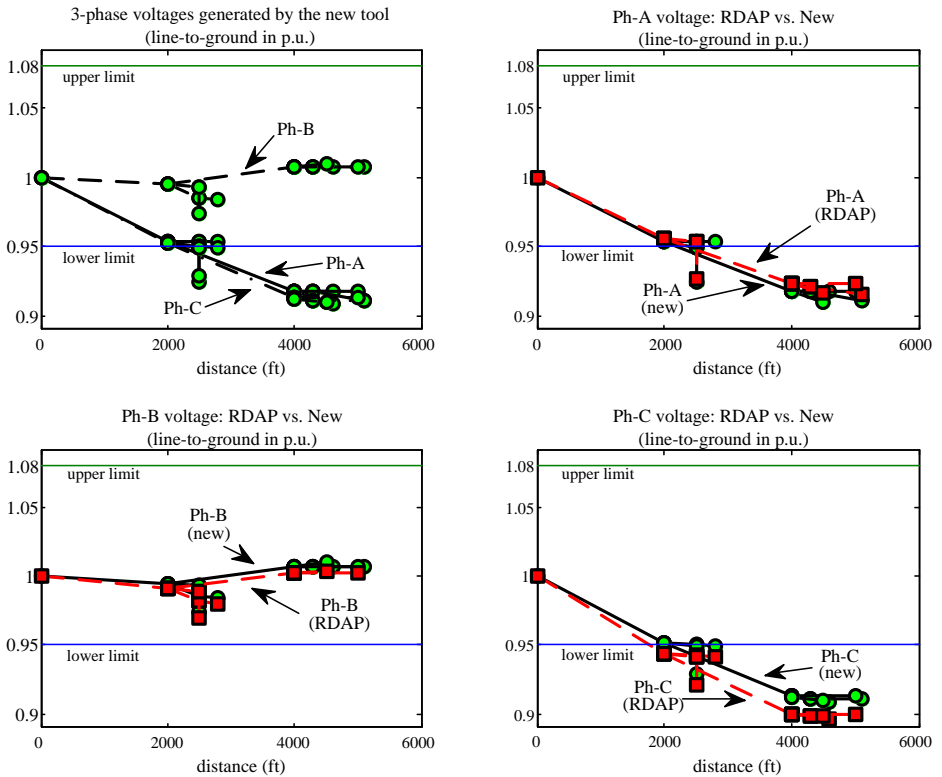 3-phase voltages generated by the new tool
(line-to-ground in p.u.)
1.08
upper limit
1.05
Ph-B
1
0.95
lower limit
Ph-A
Ph-C
0.9
0
2000
4000
6000
distance (ft)
Ph-A voltage: RDAP vs. New
(line-to-ground in p.u.)
1.08
upper limit
1.05
1
Ph-A
(RDAP)
0.95
lower limit
Ph-A
(new)
0.9
0
2000
4000
6000
distance (ft)
Ph-B voltage: RDAP vs. New
(line-to-ground in p.u.)
1.08
upper limit
1.05
Ph-B
(new)
1
Ph-B
(RDAP)
0.95
lower limit
0.9
0
2000
4000
6000
distance (ft)
Ph-C voltage: RDAP vs. New
(line-to-ground in p.u.)
1.08
upper limit
1.05
1
0.95
lower limit
Ph-C
(new)
Ph-C
(RDAP)
0.9
0
2000
4000
6000
distance (ft)